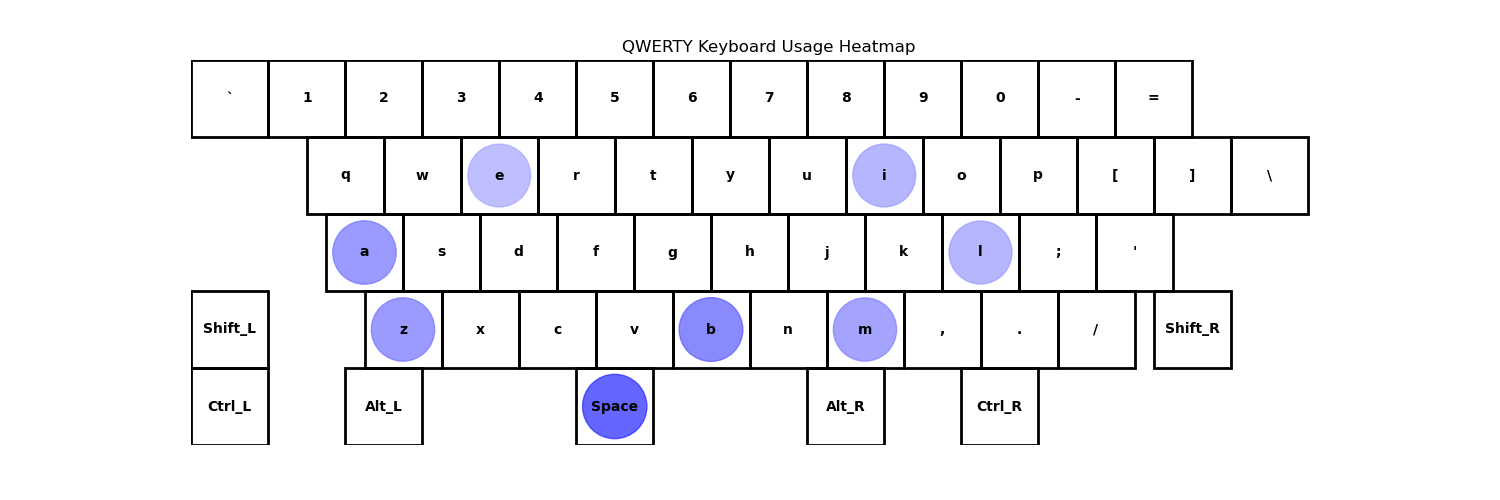 QWERTY Keyboard Usage Heatmap
` 1 2 3 4 5 6 7 8 9 0 - =
q w e r t y u i o p [ ] \
a s d f g h j k l ; '
Shift_L z x c v b n m , . / Shift_R
Ctrl_L Alt_L Space Alt_R Ctrl_R